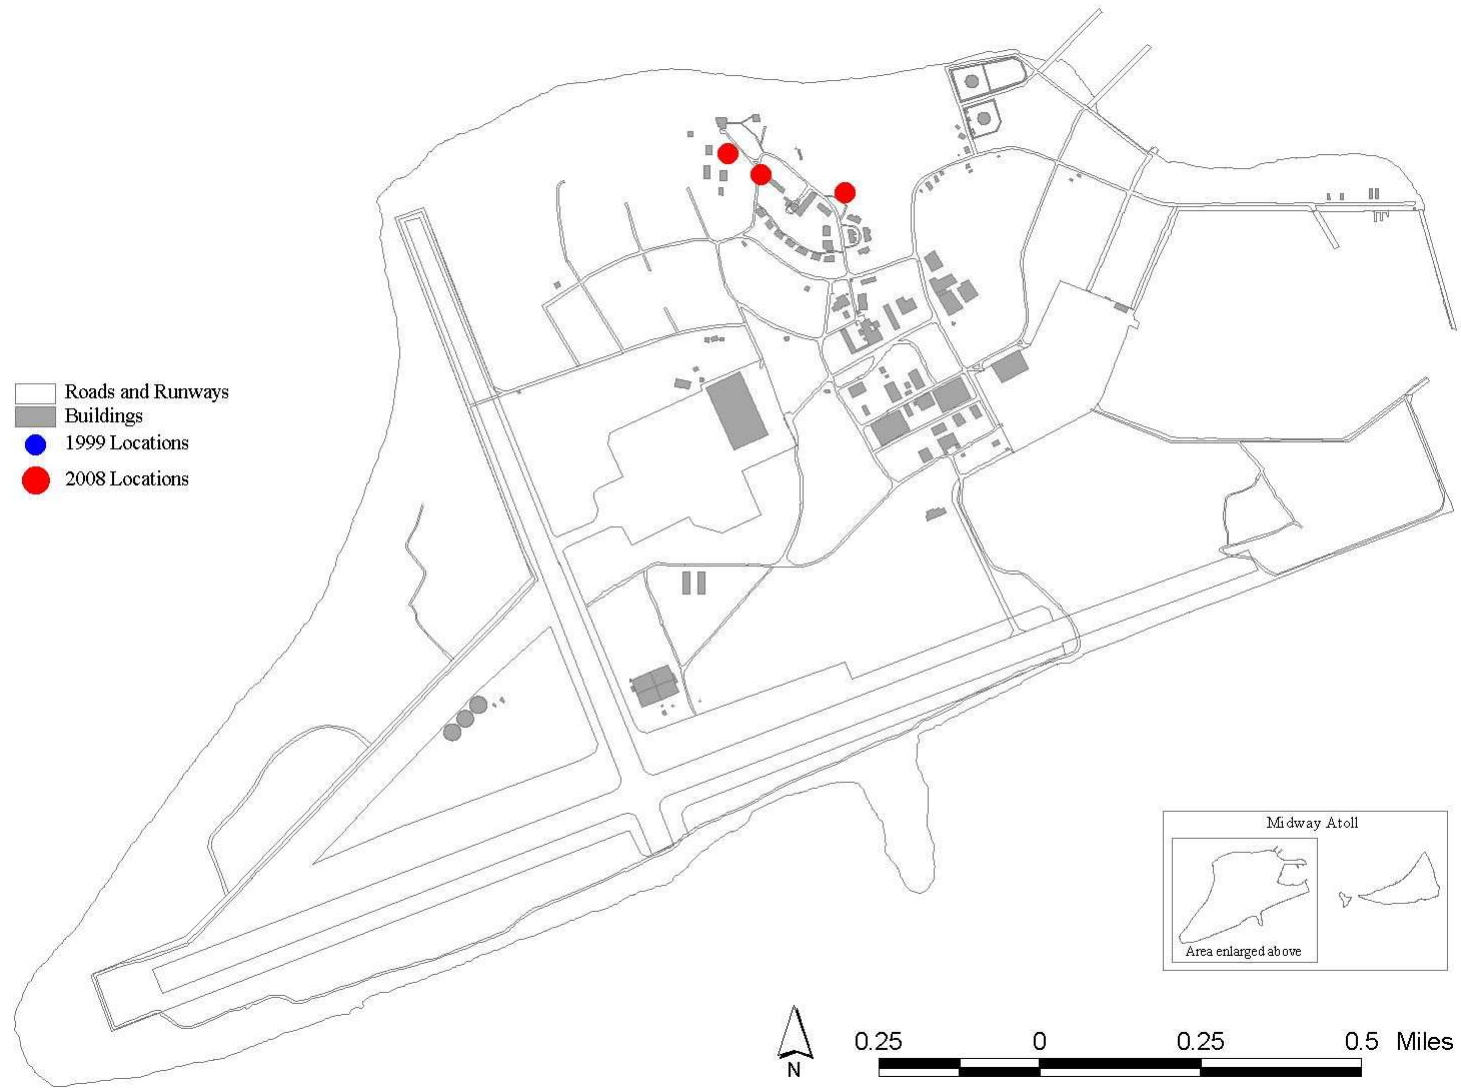 Roads and Runways
Buildings
1999 Locations
2008 Locations
Midway Atoll
Area enlarged above
N
0.25 0 0.25 0.5 Miles